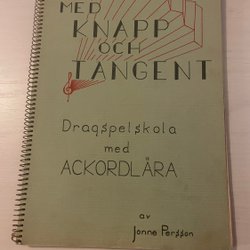 MED
KNAPP
OCH
TANGENT
Dragspelskola
med
ACKORDLÄRA
av
Jonne Persson